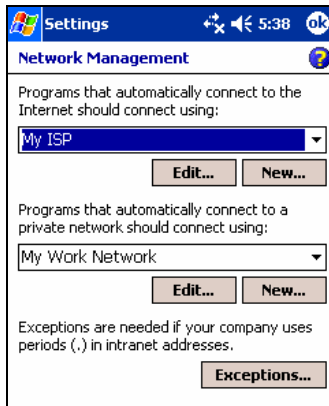 Settings 5:38 ok
Network Management ?
Programs that automatically connect to the
Internet should connect using:
My ISP
Edit... New...
Programs that automatically connect to a
private network should connect using:
My Work Network
Edit... New...
Exceptions are needed if your company uses
periods (.) in intranet addresses.
Exceptions...